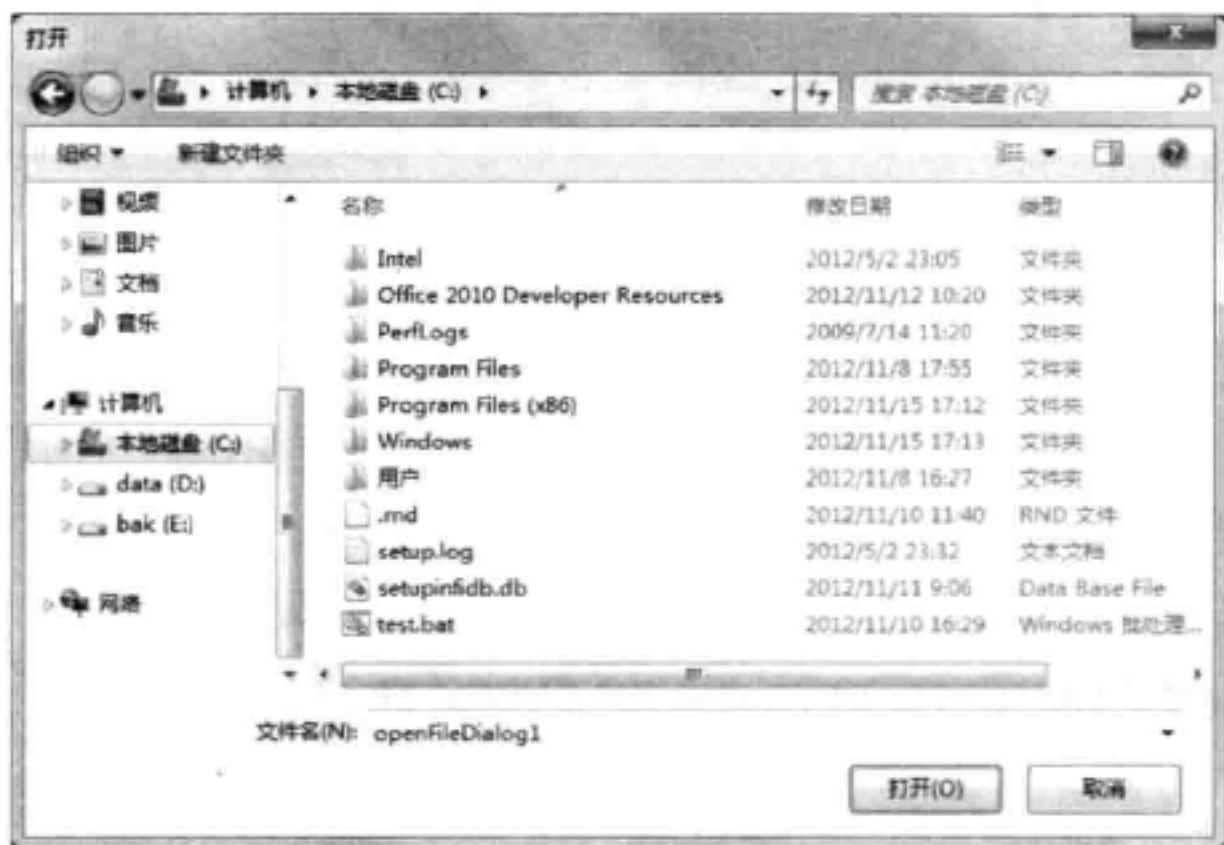 打开
计算机 本地磁盘 (C:)
搜索 本地磁盘 (C:)
组织 新建文件夹
视频
图片
文档
音乐
计算机
本地磁盘 (C:)
data (D:)
bak (E:)
网络
名称 修改日期 类型
Intel 2012/5/2 23:05 文件夹
Office 2010 Developer Resources 2012/11/12 10:20 文件夹
PerfLogs 2009/7/14 11:20 文件夹
Program Files 2012/11/8 17:55 文件夹
Program Files (x86) 2012/11/15 17:12 文件夹
Windows 2012/11/15 17:13 文件夹
用户 2012/11/8 16:27 文件夹
.rnd 2012/11/10 11:40 RND 文件
setup.log 2012/5/2 23:32 文本文档
setupinfidb.db 2012/11/11 9:06 Data Base File
test.bat 2012/11/10 16:29 Windows 批处理...
文件名(N): openFileDialog1
打开(O) 取消